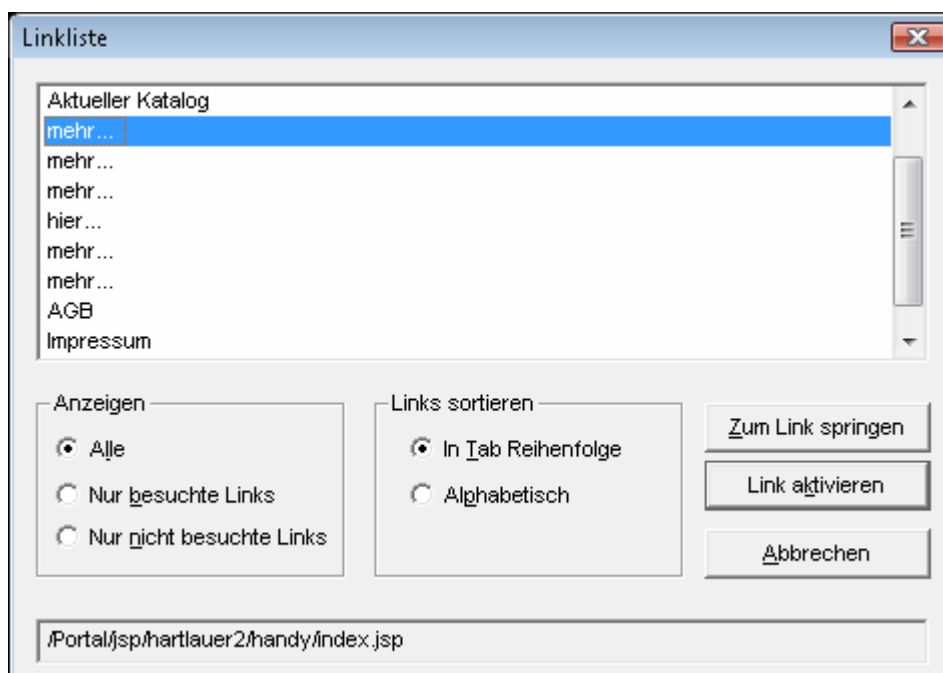 Linkliste
Aktueller Katalog
mehr...
mehr...
mehr...
hier...
mehr...
mehr...
AGB
Impressum
Anzeigen
Alle
Nur besuchte Links
Nur nicht besuchte Links
Links sortieren
In Tab Reihenfolge
Alphabetisch
Zum Link springen
Link aktivieren
Abbrechen
/Portal/jsp/hartlauer2/handy/index.jsp